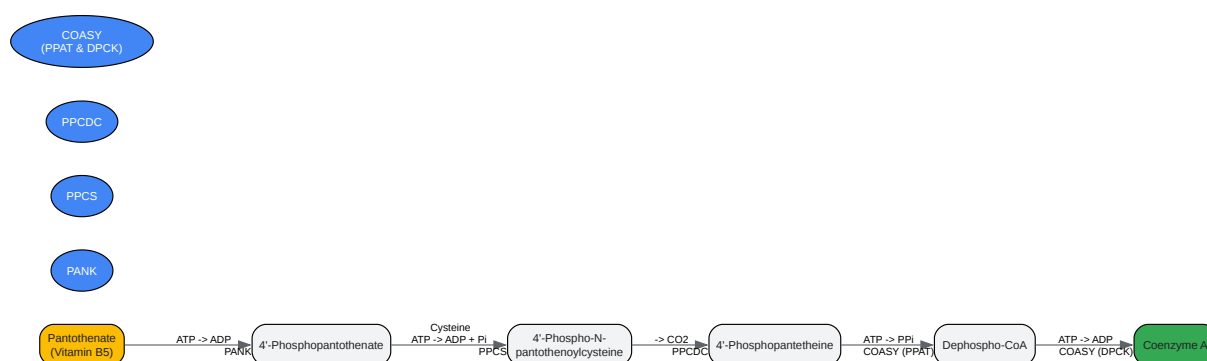 COASY
(PPAT & DPCK)
PPCDC
PPCS
PANK
Pantothenate
(Vitamin B5)
ATP -> ADP
PANK
4'-Phosphopantothenate
Cysteine
ATP -> ADP + Pi
PPCS
4'-Phospho-N-
pantothenoylcysteine
-> CO2
PPCDC
4'-Phosphopantetheine
ATP -> PPi
COASY (PPAT)
Dephospho-CoA
ATP -> ADP
COASY (DPCK)
Coenzyme A